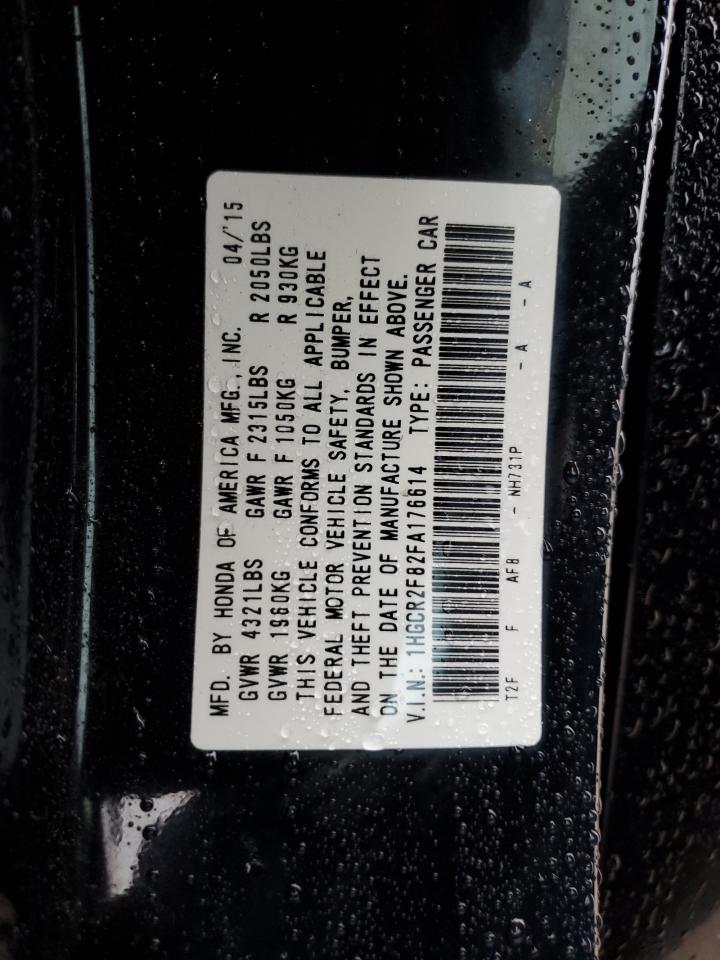 MFD. BY HONDA OF AMERICA MFG., INC. 04/'15
GVWR 4321LBS GAWR F 2315LBS R 2050LBS
GVWR 1960KG GAWR F 1050KG R 930KG
THIS VEHICLE CONFORMS TO ALL APPLICABLE
FEDERAL MOTOR VEHICLE SAFETY, BUMPER,
AND THEFT PREVENTION STANDARDS IN EFFECT
ON THE DATE OF MANUFACTURE SHOWN ABOVE.
V.I.N.: 1HGCR2F82FA176614 TYPE: PASSENGER CAR
T2F F AF8 - NH731P - A - A